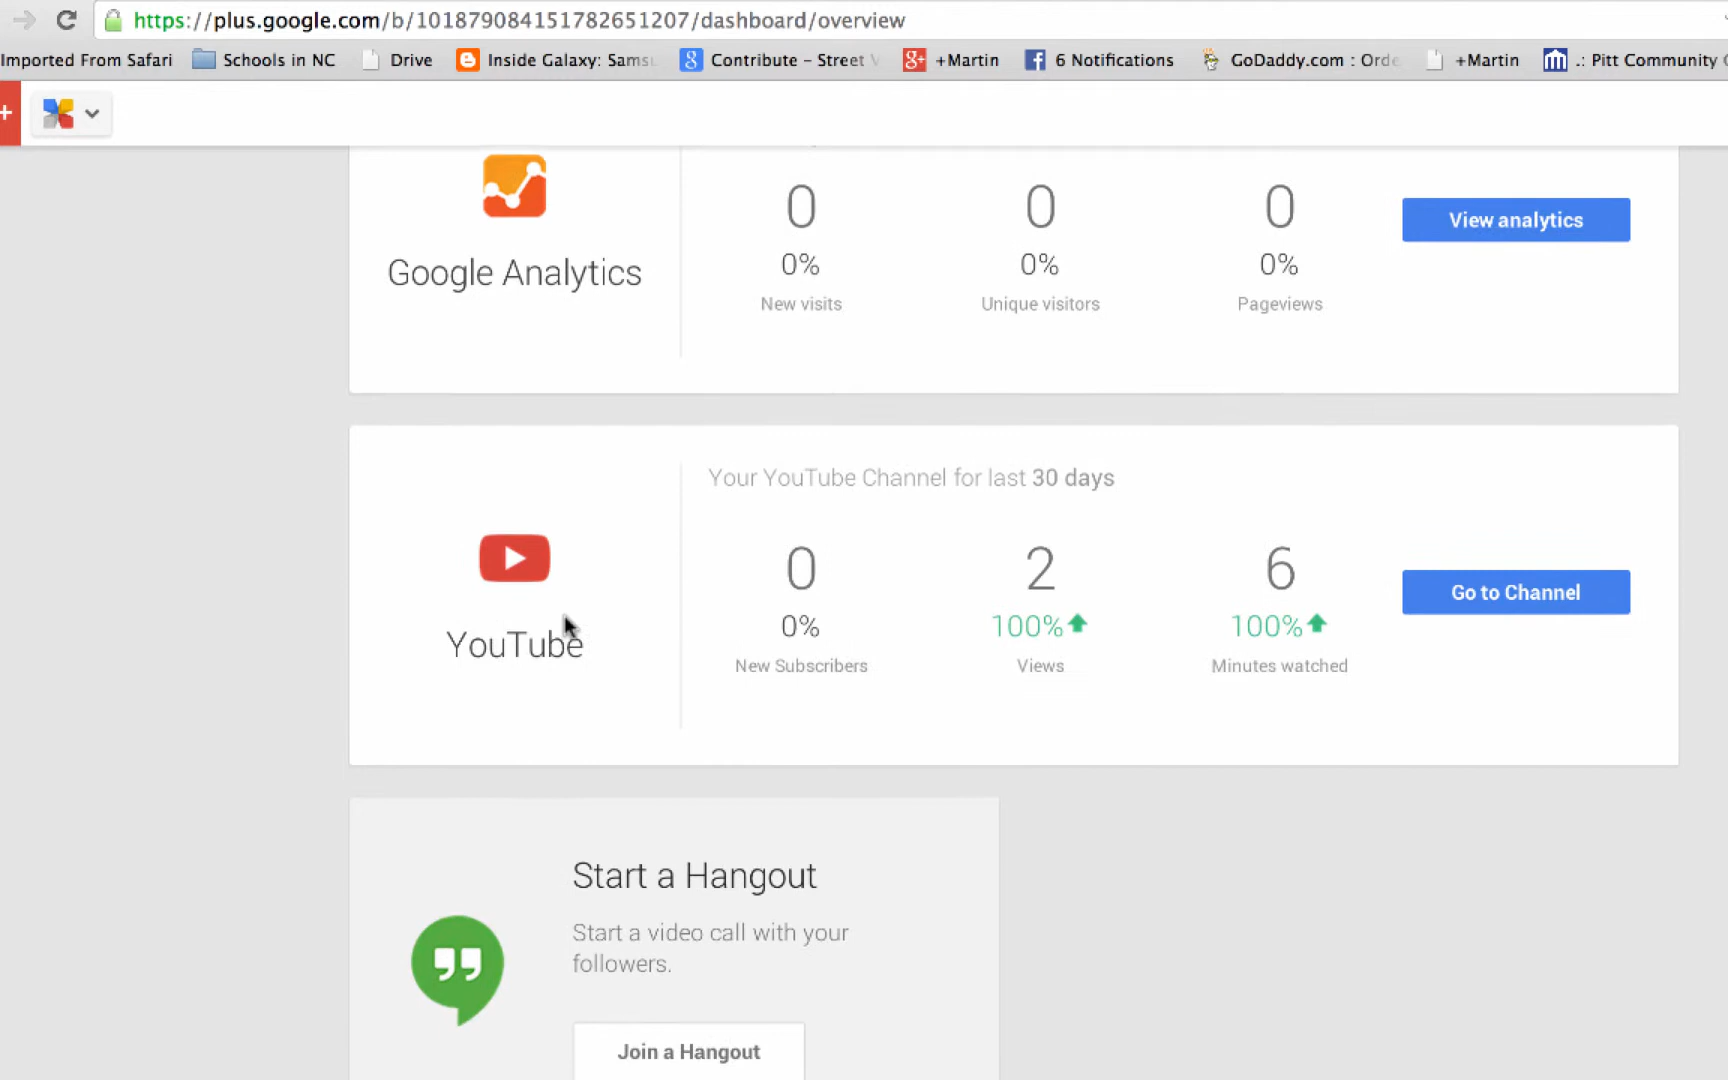 https://plus.google.com/b/101879084151782651207/dashboard/overview
Imported From Safari Schools in NC Drive Inside Galaxy: Sams Contribute – Street V +Martin 6 Notifications GoDaddy.com : Orde +Martin .: Pitt Community
+
Google Analytics
0 0 0
0% 0% 0%
New visits Unique visitors Pageviews
View analytics
YouTube
Your YouTube Channel for last 30 days
0 2 6
0% 100% 100%
New Subscribers Views Minutes watched
Go to Channel
Start a Hangout
Start a video call with your
followers.
Join a Hangout